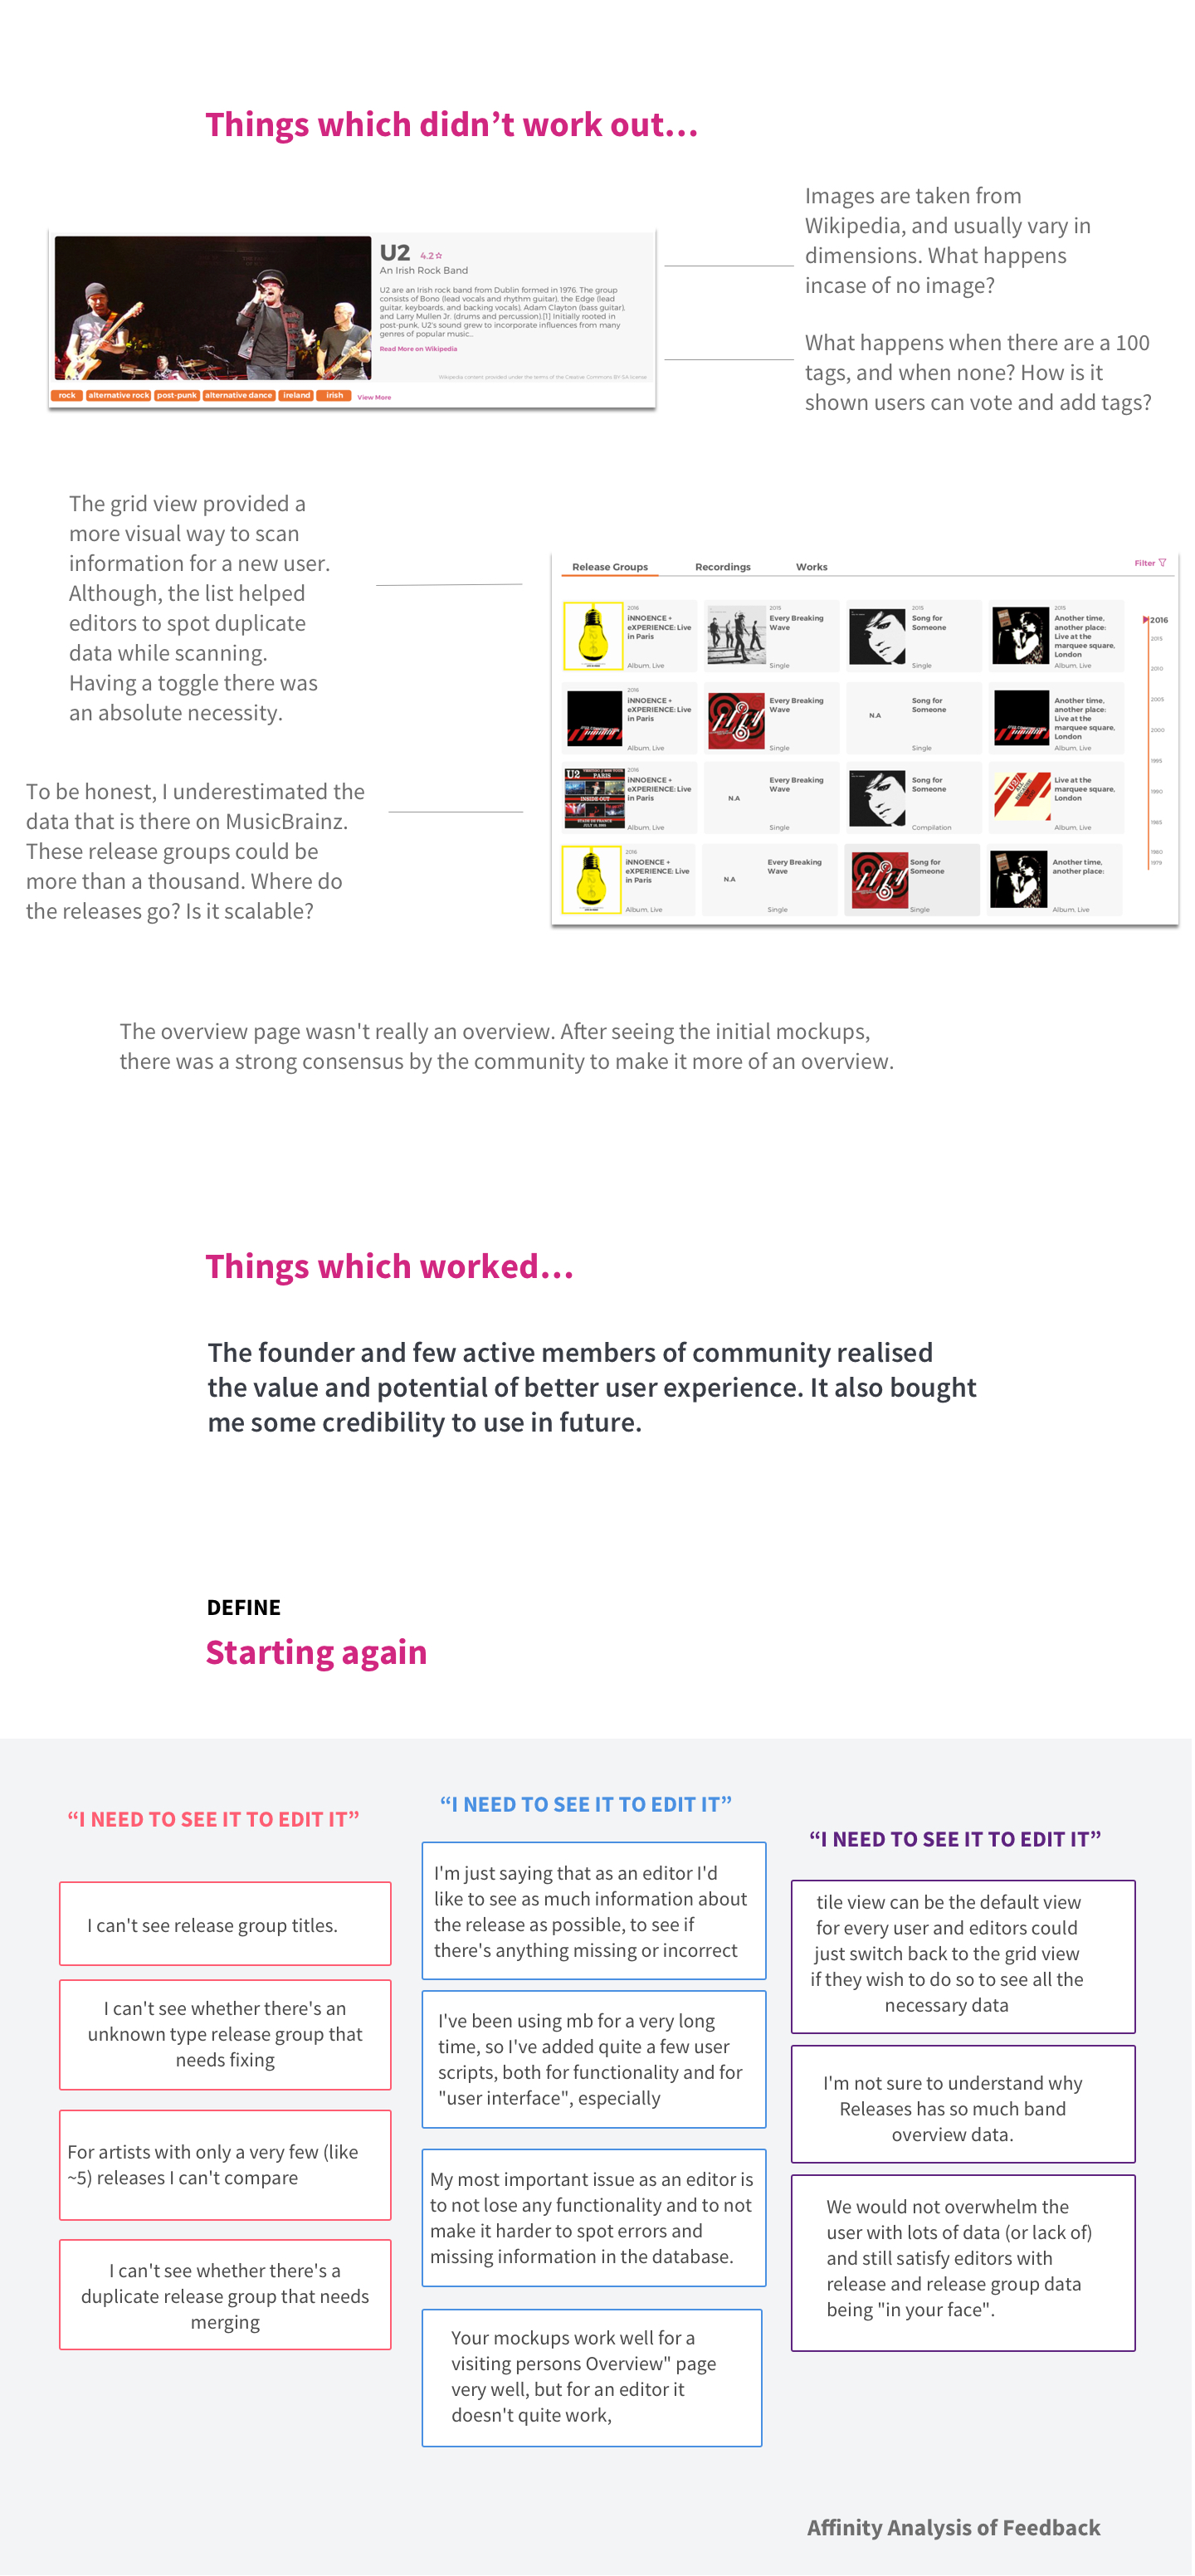 Things which didn’t work out...
Images are taken from
Wikipedia, and usually vary in
dimensions. What happens
incase of no image?
What happens when there are a 100
tags, and when none? How is it
shown users can vote and add tags?
U2 4.2
An Irish Rock Band
U2 are an Irish rock band from Dublin formed in 1976. The group
consists of Bono (lead vocals and rhythm guitar), the Edge (lead
guitar, keyboards, and backing vocals), Adam Clayton (bass guitar),
and Larry Mullen Jr. (drums and percussion).[1] Initially rooted in
post-punk, U2's sound grew to incorporate influences from many
genres of popular music...
Read More on Wikipedia
Wikipedia content provided under the terms of the Creative Commons BY-SA license
rock alternative rock post-punk alternative dance ireland irish View More
The grid view provided a
more visual way to scan
information for a new user.
Although, the list helped
editors to spot duplicate
data while scanning.
Having a toggle there was
an absolute necessity.
To be honest, I underestimated the
data that is there on MusicBrainz.
These release groups could be
more than a thousand. Where do
the releases go? Is it scalable?
Release Groups Recordings Works Filter
2016
iNNOENCE +
eXPERIENCE: Live
in Paris
Album, Live
2015
Every Breaking
Wave
Single
2015
Song for
Someone
Single
2015
Another time,
another place:
Live at the
marquee square,
London
Album, Live
2016
iNNOENCE +
eXPERIENCE: Live
in Paris
Album, Live
Every Breaking
Wave
Single
N.A
Song for
Someone
Single
Another time,
another place:
Live at the
marquee square,
London
Album, Live
U2
PARIS
INSIDE OUT
2016
iNNOENCE +
eXPERIENCE: Live
in Paris
Album, Live
N.A
Every Breaking
Wave
Single
Song for
Someone
Compilation
Live at the
marquee square,
London
Album, Live
2016
iNNOENCE +
eXPERIENCE: Live
in Paris
Album, Live
N.A
Every Breaking
Wave
Single
Song for
Someone
Single
Another time,
another place:
Album, Live
2016
2015
2010
2005
2000
1995
1990
1985
1980
1979
The overview page wasn't really an overview. After seeing the initial mockups,
there was a strong consensus by the community to make it more of an overview.
Things which worked...
The founder and few active members of community realised
the value and potential of better user experience. It also bought
me some credibility to use in future.
DEFINE
Starting again
“I NEED TO SEE IT TO EDIT IT”
I can't see release group titles.
I can't see whether there's an
unknown type release group that
needs fixing
For artists with only a very few (like
~5) releases I can't compare
I can't see whether there's a
duplicate release group that needs
merging
“I NEED TO SEE IT TO EDIT IT”
I'm just saying that as an editor I'd
like to see as much information about
the release as possible, to see if
there's anything missing or incorrect
I've been using mb for a very long
time, so I've added quite a few user
scripts, both for functionality and for
"user interface", especially
My most important issue as an editor is
to not lose any functionality and to not
make it harder to spot errors and
missing information in the database.
Your mockups work well for a
visiting persons Overview" page
very well, but for an editor it
doesn't quite work,
“I NEED TO SEE IT TO EDIT IT”
tile view can be the default view
for every user and editors could
just switch back to the grid view
if they wish to do so to see all the
necessary data
I'm not sure to understand why
Releases has so much band
overview data.
We would not overwhelm the
user with lots of data (or lack of)
and still satisfy editors with
release and release group data
being "in your face".
Affinity Analysis of Feedback